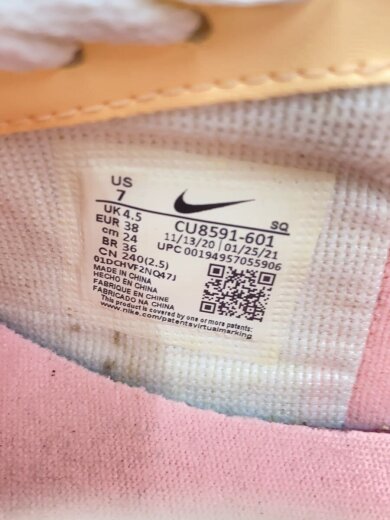 US
7
UK 4.5
EUR 38
cm 24
BR 36
CN 240(2.5)
SQ
CU8591-601
11/13/20 01/25/21
UPC 00194957055906
01DCHVF2NQ47J
MADE IN CHINA
HECHO EN CHINA
FABRIQUE EN CHINE
FABRICADO NA CHINA
This product is covered by one or more patents:
www.nike.com/patentsvirtualmarking